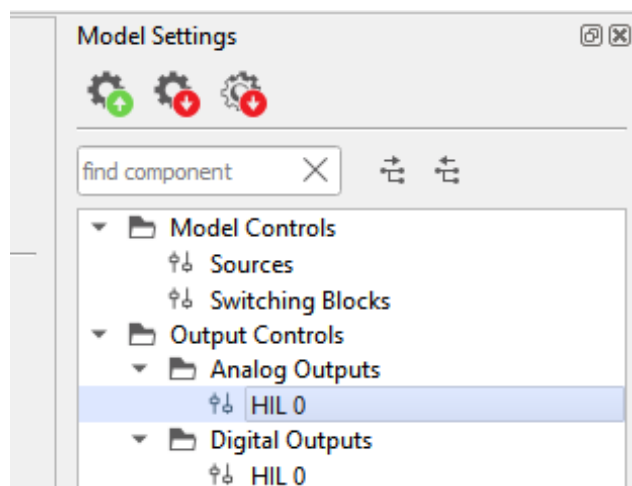 Model Settings
find component
Model Controls
Sources
Switching Blocks
Output Controls
Analog Outputs
HIL 0
Digital Outputs
HIL 0